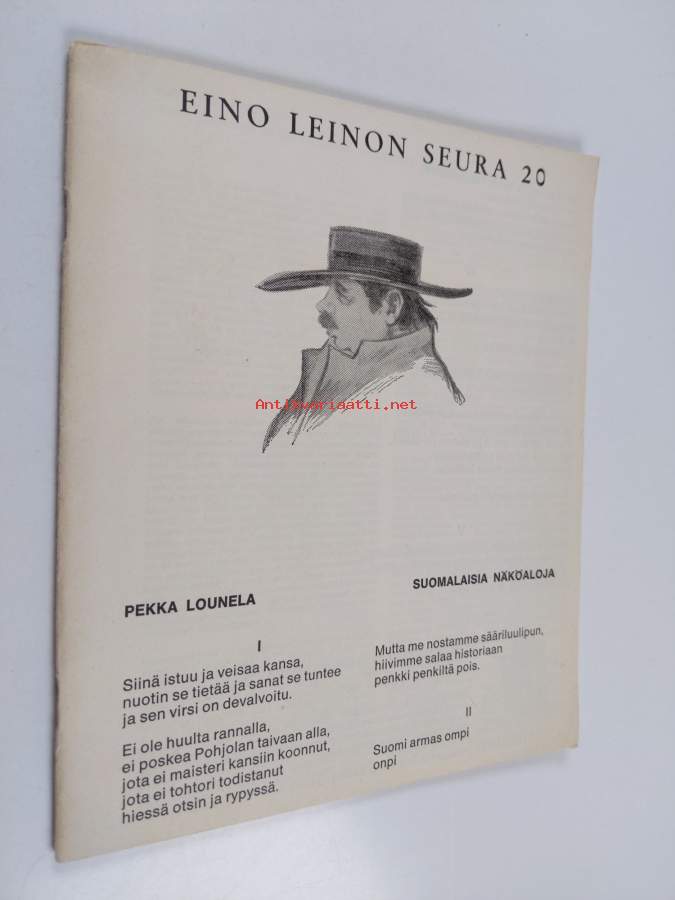 EINO LEINON SEURA 20
Antikvariaatti.net
PEKKA LOUNELA
SUOMALAISIA NÄKÖALOJA
I
Siinä istuu ja veisaa kansa,
nuotin se tietää ja sanat se tuntee
ja sen virsi on devalvoitu.
Ei ole huulta rannalla,
ei poskea Pohjolan taivaan alla,
jota ei maisteri kansiin koonnut,
jota ei tohtori todistanut
hiessä otsin ja rypyssä.
Mutta me nostamme sääriluulipun,
hiivimme salaa historiaan
penkki penkiltä pois.
II
Suomi armas ompi
onpi